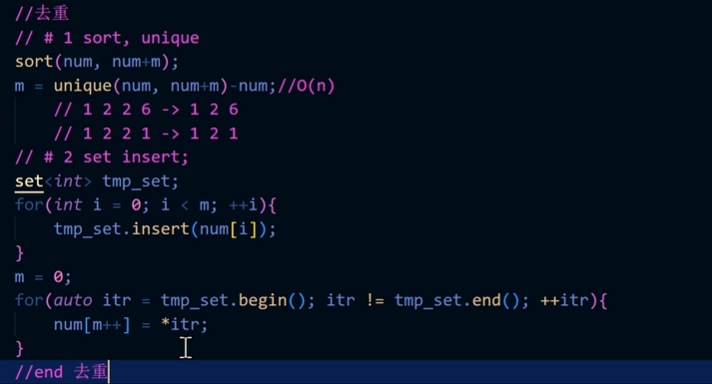 //去重
// # 1 sort, unique
sort(num, num+m);
m = unique(num, num+m)-num;//O(n)
// 1 2 2 6 -> 1 2 6
// 1 2 2 1 -> 1 2 1
// # 2 set insert;
set<int> tmp_set;
for(int i = 0; i < m; ++i){
tmp_set.insert(num[i]);
}
m = 0;
for(auto itr = tmp_set.begin(); itr != tmp_set.end(); ++itr){
num[m++] = *itr;
}
//end 去重